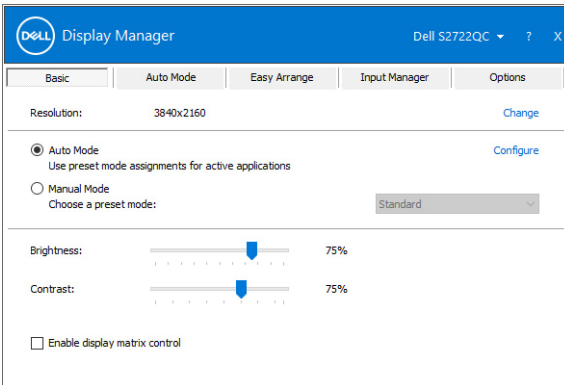 DELL Display Manager Dell S2722QC ? X
Basic Auto Mode Easy Arrange Input Manager Options
Resolution: 3840x2160 Change
Auto Mode Configure
Use preset mode assignments for active applications
Manual Mode
Choose a preset mode: Standard
Brightness: 75%
Contrast: 75%
Enable display matrix control